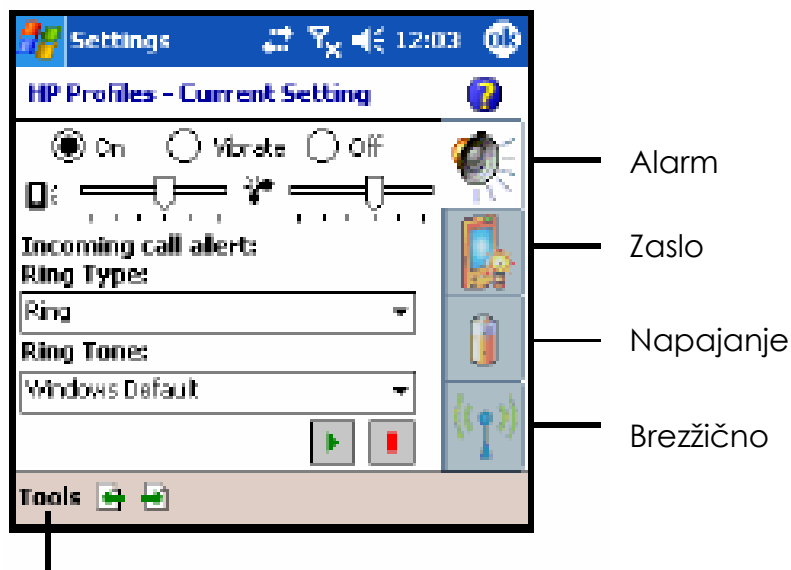 Settings 12:03 ok
HP Profiles - Current Setting ?
On Vibrate Off
Incoming call alert:
Ring Type:
Ring
Ring Tone:
Windows Default
Tools
Alarm
Zaslo
Napajanje
Brezžično